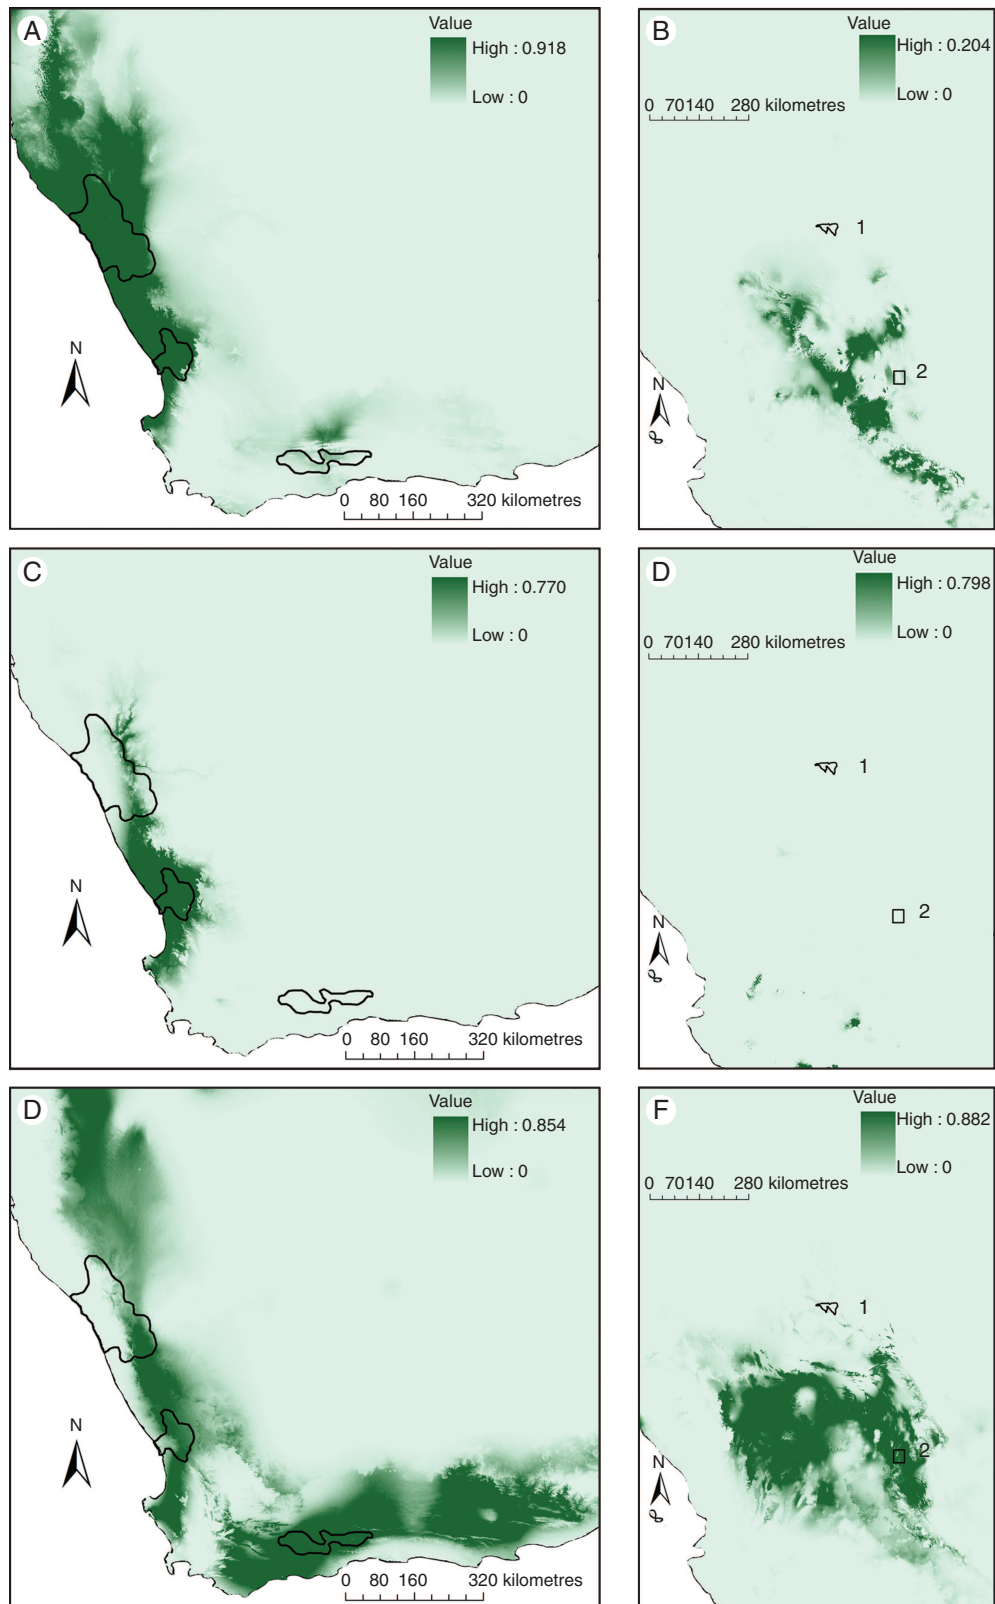 A
Value
High : 0.918
Low : 0
N
0 80 160 320 kilometres
B
Value
High : 0.204
Low : 0
0 70140 280 kilometres
1
2
N
C
Value
High : 0.770
Low : 0
N
0 80 160 320 kilometres
D
Value
High : 0.798
Low : 0
0 70140 280 kilometres
1
2
N
D
Value
High : 0.854
Low : 0
N
0 80 160 320 kilometres
F
Value
High : 0.882
Low : 0
0 70140 280 kilometres
1
2
N